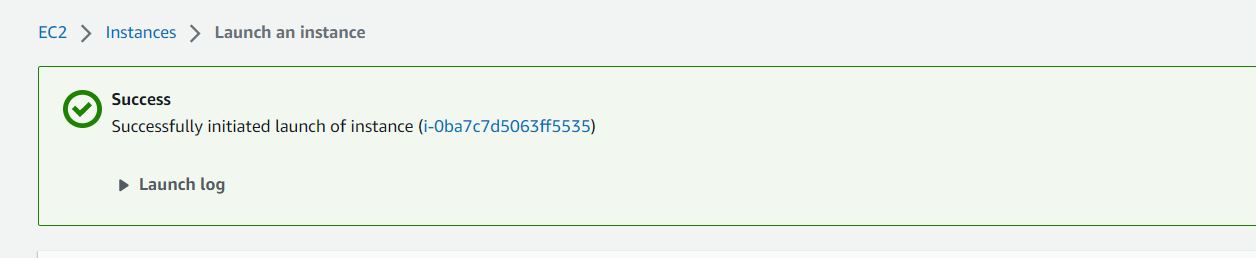 EC2 > Instances > Launch an instance
Success
Successfully initiated launch of instance (i-0ba7c7d5063ff5535)
Launch log